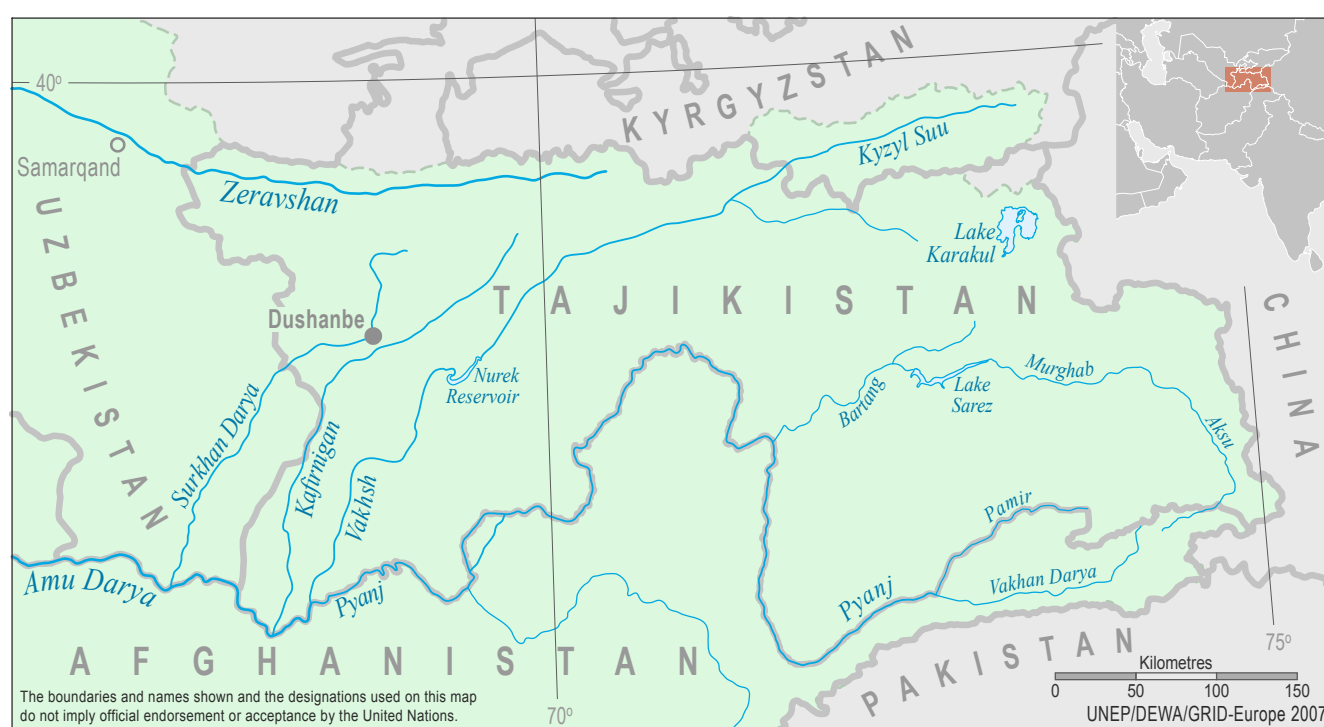 40º
KYRGYZSTAN
Kyzyl Suu
Samarqand
Zeravshan
UZBEKISTAN
Lake
Karakul
TAJIKISTAN
CHINA
Dushanbe
Nurek
Reservoir
Bartang
Lake
Sarez
Murghab
Aksu
Surkhan Darya
Kafirnigan
Vakhsh
Pamir
Amu Darya
Pyanj
Pyanj
Vakhan Darya
AFGHANISTAN
PAKISTAN
75º
70º
Kilometres
0 50 100 150
The boundaries and names shown and the designations used on this map
do not imply official endorsement or acceptance by the United Nations.
UNEP/DEWA/GRID-Europe 2007